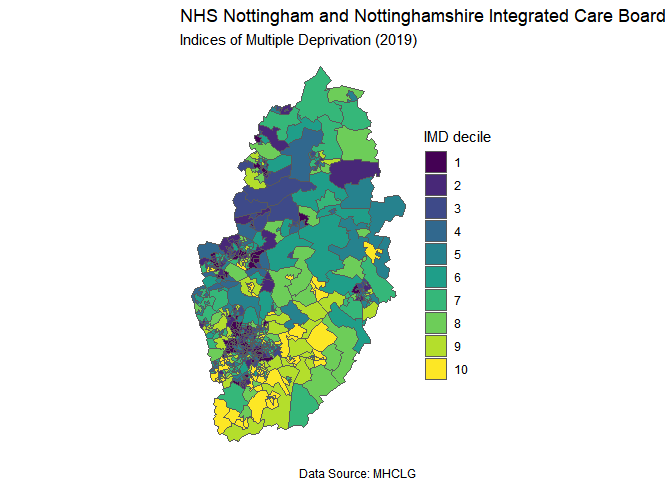 NHS Nottingham and Nottinghamshire Integrated Care Board
Indices of Multiple Deprivation (2019)
IMD decile
1
2
3
4
5
6
7
8
9
10
Data Source: MHCLG